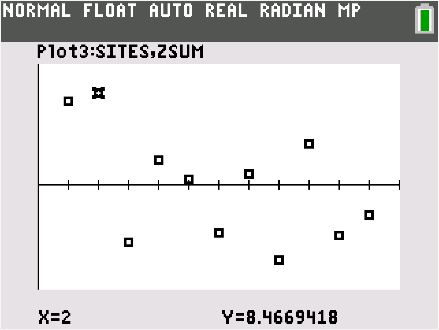 NORMAL FLOAT AUTO REAL RADIAN MP
Plot3:SITES,ZSUM
X=2 Y=8.4669418